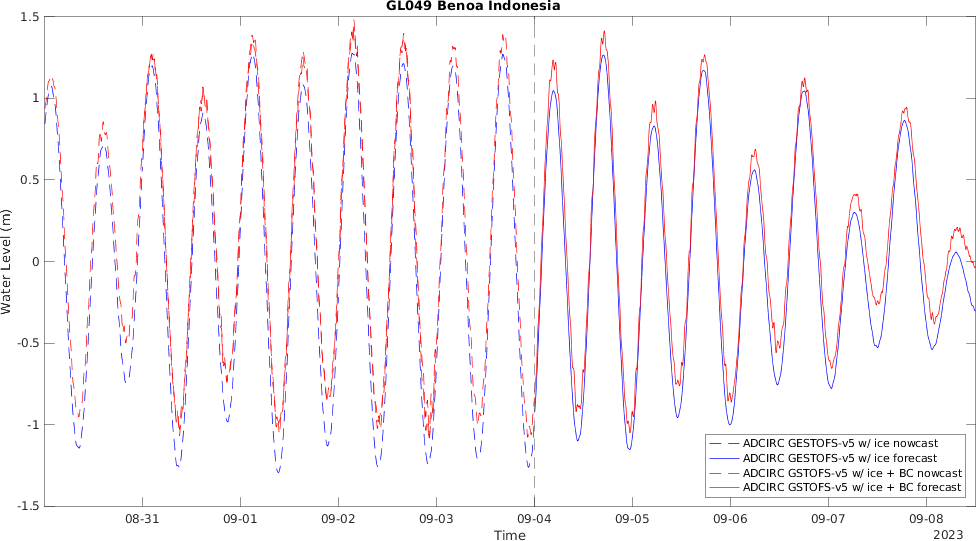 GL049 Benoa Indonesia
1.5
1
0.5
0
-0.5
-1
-1.5
Water Level (m)
08-31 09-01 09-02 09-03 09-04 09-05 09-06 09-07 09-08
Time
2023
ADCIRC GESTOFS-v5 w/ ice nowcast
ADCIRC GESTOFS-v5 w/ ice forecast
ADCIRC GSTOFS-v5 w/ ice + BC nowcast
ADCIRC GSTOFS-v5 w/ ice + BC forecast